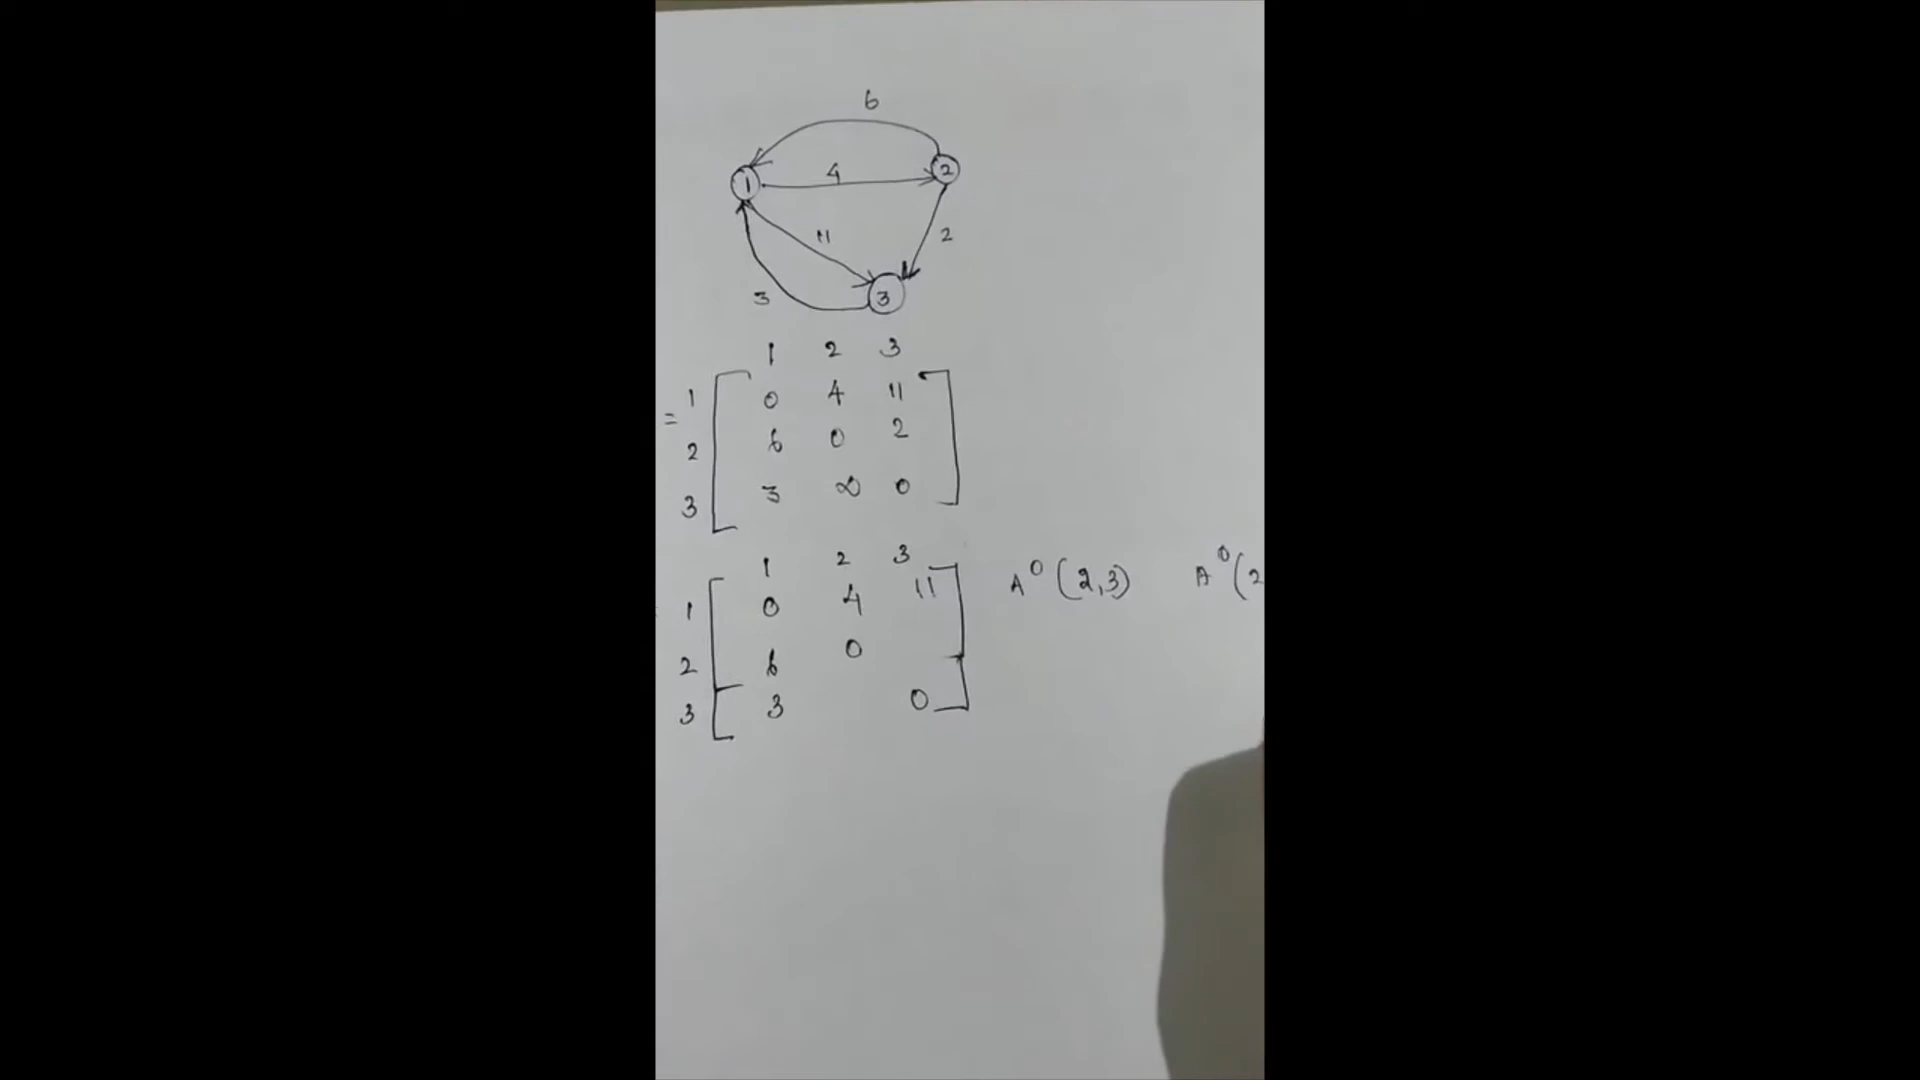 6
1 4 2
11 2
3 3
1 2 3
= 1 0 4 11
2 6 0 2
3 3 ∞ 0
1 2 3
1 0 4 11 A⁰(2,3) A⁰(2
2 6 0
3 3 0